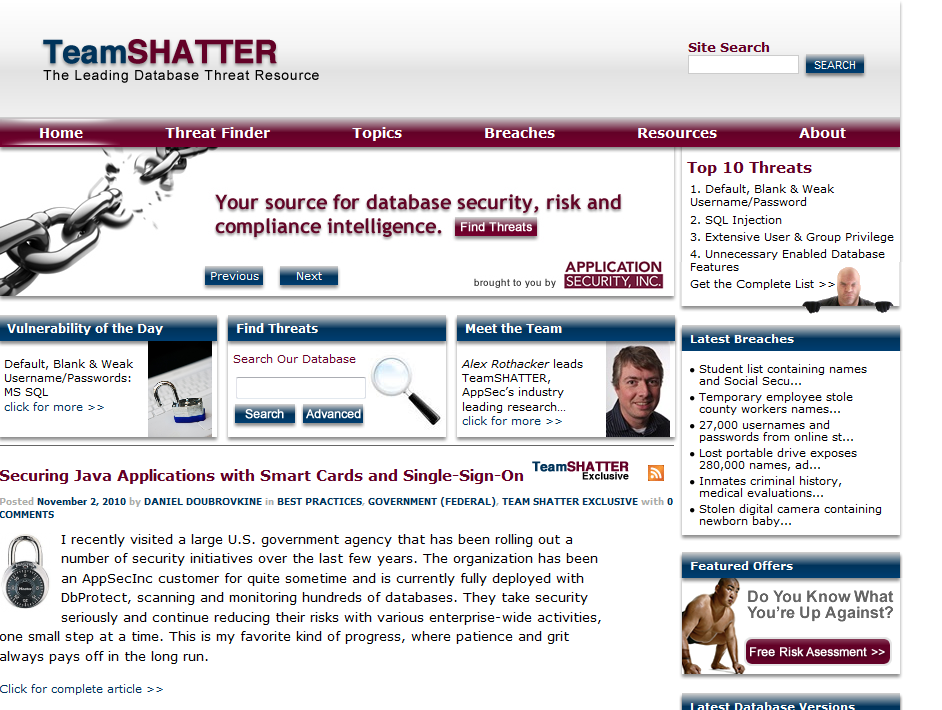 TeamSHATTER
The Leading Database Threat Resource
Site Search
SEARCH
Home Threat Finder Topics Breaches Resources About
Your source for database security, risk and
compliance intelligence. Find Threats
Previous Next
brought to you by APPLICATION
SECURITY, INC.
Top 10 Threats
1. Default, Blank & Weak
Username/Password
2. SQL Injection
3. Extensive User & Group Privilege
4. Unnecessary Enabled Database
Features
Get the Complete List >>
Vulnerability of the Day
Default, Blank & Weak
Username/Passwords:
MS SQL
click for more >>
Find Threats
Search Our Database
Search Advanced
Meet the Team
Alex Rothacker leads
TeamSHATTER,
AppSec's industry
leading research...
click for more >>
Latest Breaches
Student list containing names
and Social Secu...
Temporary employee stole
county workers names...
27,000 usernames and
passwords from online st...
Lost portable drive exposes
280,000 names, ad...
Inmates criminal history,
medical evaluations...
Stolen digital camera containing
newborn baby...
Securing Java Applications with Smart Cards and Single-Sign-On
TeamSHATTER
Exclusive
Posted November 2, 2010 by DANIEL DOUBROVKINE in BEST PRACTICES, GOVERNMENT (FEDERAL), TEAM SHATTER EXCLUSIVE with 0
COMMENTS
I recently visited a large U.S. government agency that has been rolling out a
number of security initiatives over the last few years. The organization has been
an AppSecInc customer for quite sometime and is currently fully deployed with
DbProtect, scanning and monitoring hundreds of databases. They take security
seriously and continue reducing their risks with various enterprise-wide activities,
one small step at a time. This is my favorite kind of progress, where patience and grit
always pays off in the long run.
Click for complete article >>
Featured Offers
Do You Know What
You're Up Against?
Free Risk Asessment >>
Latest Database Versions